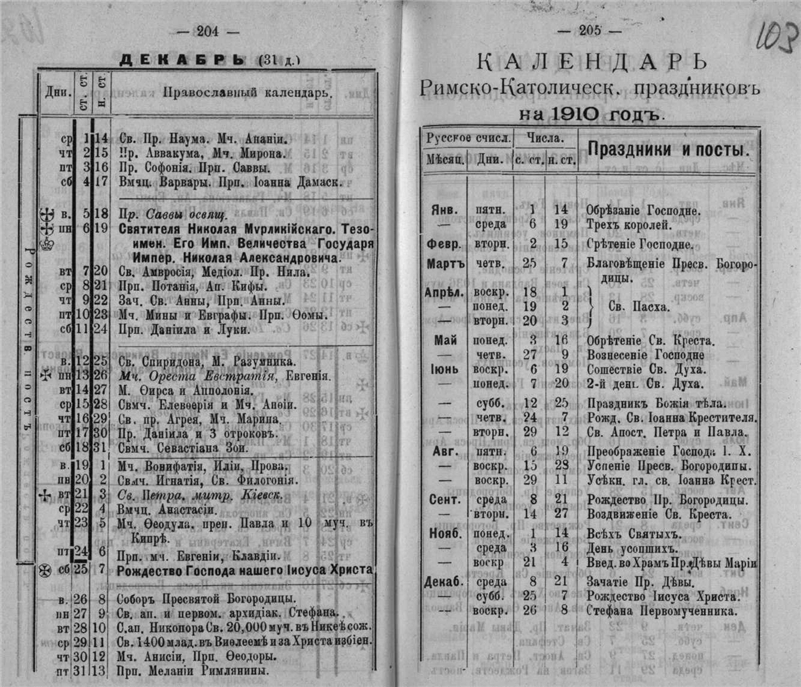 — 204 —
ДЕКАБРЬ (31 д.)
Дни. ст. ст. н. ст. Православный календарь.
ср 1 14 Св. Пр. Наума. Мч. Ананіи.
чт 2 15 Пр. Аввакума, Мч. Мирона.
пт 3 16 Пр. Софонія. Прп. Саввы.
сб 4 17 Вмчц. Варвары. Прп. Іоанна Дамаск.
в. 5 18 Пр. Саввы освящ.
пн 6 19 Святителя Николая Мурликійскаго. Тезо-
имен. Его Имп. Величества Государя
Импер. Николая Александровича.
вт 7 20 Св. Амвросія, Медіол. Пр. Нила.
ср 8 21 Прп. Потапія, Ап. Кифы.
чт 9 22 Зач. Св. Анны, Прп. Анны.
пт 10 23 Мч. Мины и Евграфы. Прп. Ѳомы.
сб 11 24 Прп. Даніила и Луки.
Рождеств постъ
в. 12 25 Св. Спиридона, М. Разумника.
пн 13 26 Мч. Ореста Евстратія, Евгенія.
вт 14 27 М. Ѳирса и Апполонія.
ср 15 28 Свмч. Елевѳерія и Мч. Анѳіи.
чт 16 29 Св. пр. Агрея, Мч. Марина.
пт 17 30 Пр. Даніила и 3 отроковъ.
сб 18 31 Свмч. Севастіана Зои.
в. 19 1 Мч. Вонифатія, Иліи, Прова.
пн 20 2 Свмч. Игнатія, Св. Филогонія.
вт 21 3 Св. Петра, митр. Кіевск.
ср 22 4 Вмчц. Анастасіи.
чт 23 5 Мч. Ѳеодула. преп. Павла и 10 муч. въ
Кипрѣ.
пт 24 6 Прп. мч. Евгеніи, Клавдіи.
сб 25 7 Рождество Господа нашего Іисуса Христа
в. 26 8 Соборъ Пресвятой Богородицы.
пн 27 9 Св. ап. и первом. архидіак. Стефана.
вт 28 10 С. ап. Никонора Св. 20,000 муч. въ Никеѣ сож.
ср 29 11 Св. 1400 млад. въ Виѳлеемѣ и за Христа избіен.
чт 30 12 Мч. Анисіи, Прп. Ѳеодоры.
пт 31 13 Прп. Меланіи Римлянины.
— 205 —
103
КАЛЕНДАРЬ
Римско-Католическ. праздниковъ
на 1910 годъ.
Русское счисл. Числа. Праздники и посты.
Мѣсяц. Дни. с. ст. н. ст.
Янв. пятн. 1 14 Обрѣзаніе Господне.
— среда 6 19 Трехъ королей.
Февр. вторн. 2 15 Срѣтеніе Господне.
Мартъ четв. 25 7 Благовѣщеніе Пресв. Богоро-
дицы.
Апрѣл. воскр. 18 1
— понед. 19 2 Св. Пасха.
— вторн. 20 3
Май понед. 3 16 Обрѣтеніе Св. Креста.
— четв. 27 9 Вознесеніе Господне
Іюнь воскр. 6 19 Сошествіе Св. Духа.
— понед. 7 20 2-й день Св. Духа.
— субб. 12 25 Праздникъ Божія тѣла.
— четв. 24 7 Рожд. Св. Іоанна Крестителя.
— вторн. 29 12 Св. Апост. Петра и Павла.
Авг. пятн. 6 19 Преображеніе Господа І. Х.
— воскр. 15 28 Успеніе Пресв. Богородицы.
— воскр. 29 11 Усѣкн. гл. св. Іоанна Крест.
Сент. среда 8 21 Рождество Пр. Богородицы.
— вторн. 14 27 Воздвиженіе Св. Креста.
Нояб. понед. 1 14 Всѣхъ Святыхъ.
— среда 3 16 День усопшихъ.
— воскр 21 4 Введ. во Храмъ Пр. Дѣвы Маріи
Декаб. среда 8 21 Зачатіе Пр. Дѣвы.
— субб. 25 7 Рождество Іисуса Христа.
— воскр. 26 8 Стефана Первомученника.